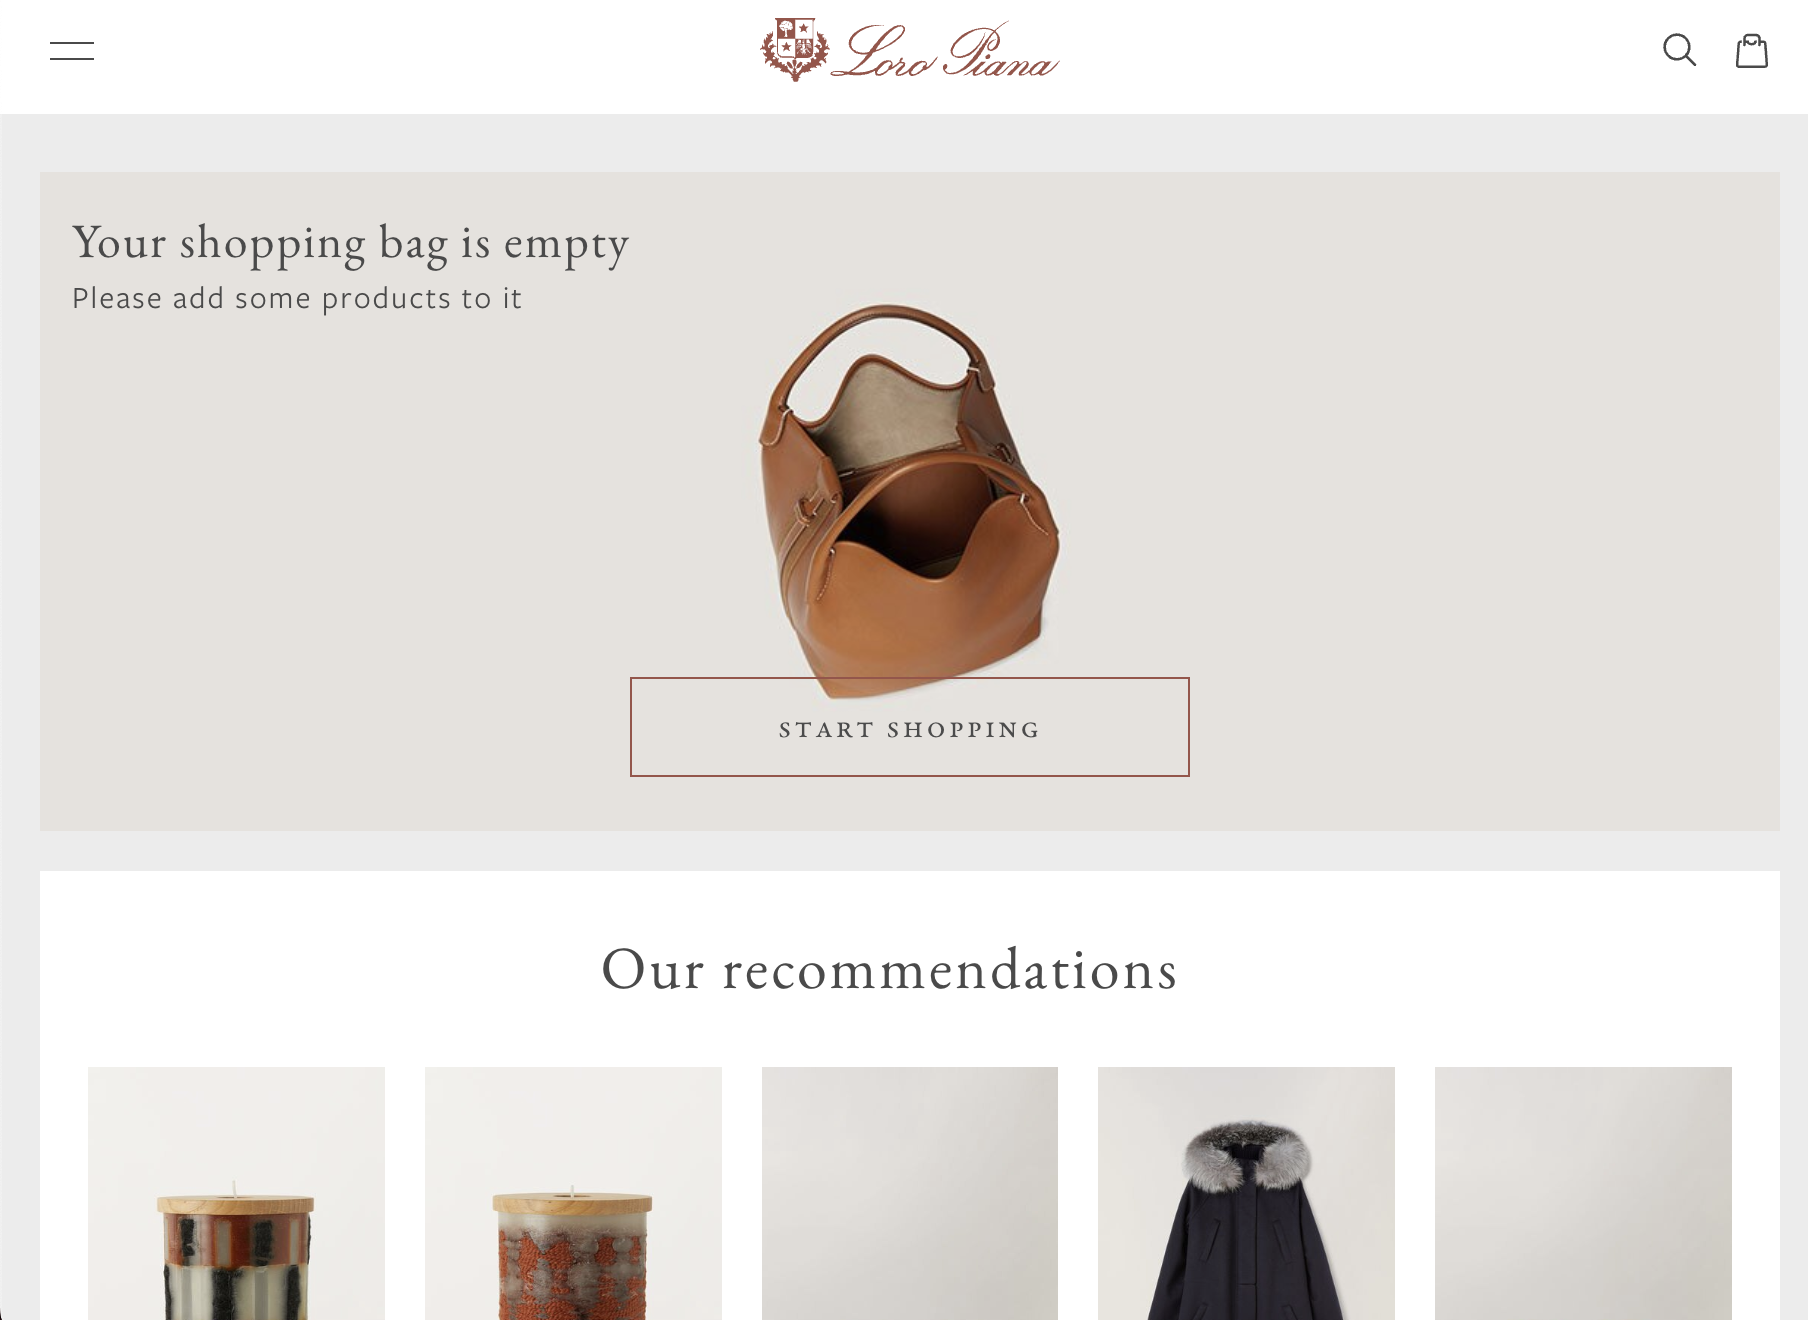 Loro Piana
Your shopping bag is empty
Please add some products to it
START SHOPPING
Our recommendations